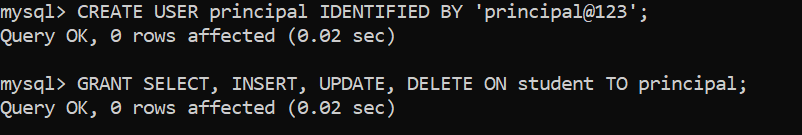 mysql> CREATE USER principal IDENTIFIED BY 'principal@123';
Query OK, 0 rows affected (0.02 sec)
mysql> GRANT SELECT, INSERT, UPDATE, DELETE ON student TO principal;
Query OK, 0 rows affected (0.02 sec)